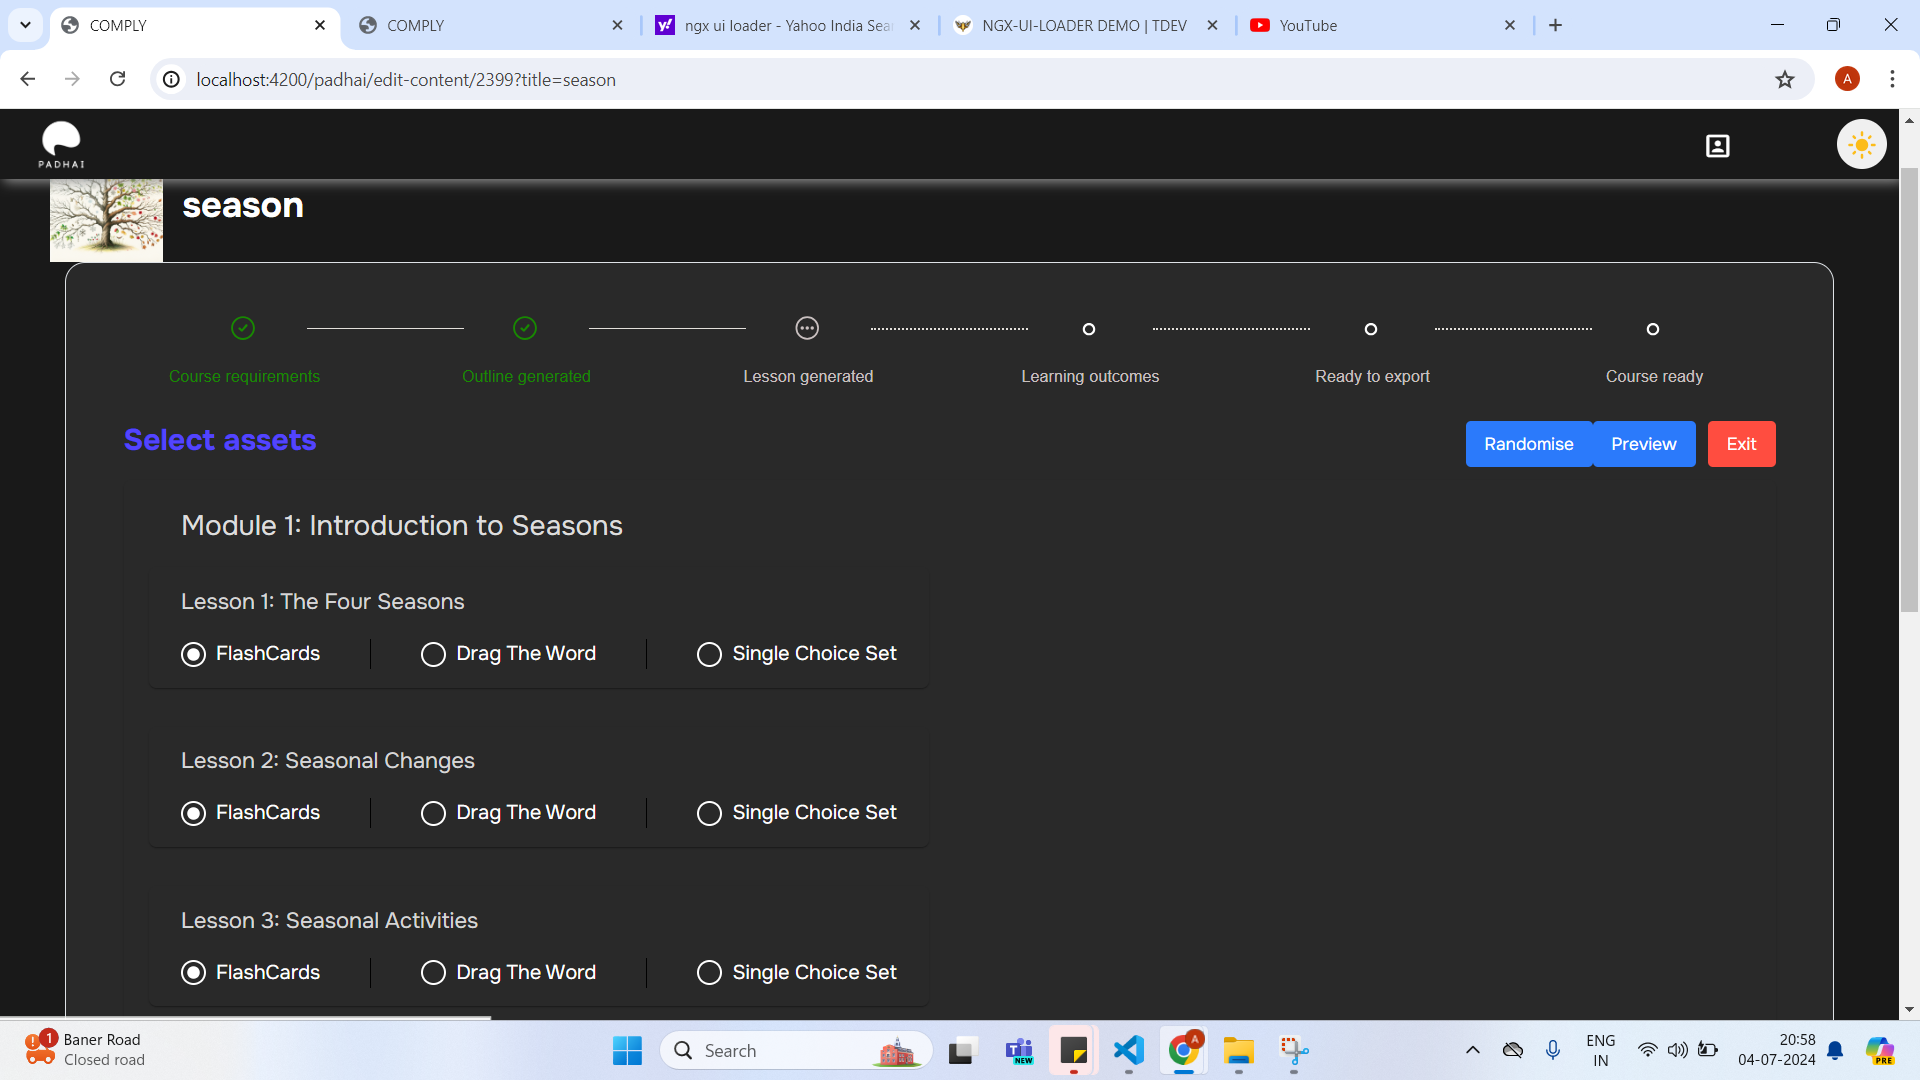 COMPLY
COMPLY
ngx ui loader - Yahoo India Sear
NGX-UI-LOADER DEMO | TDEV
YouTube
localhost:4200/padhai/edit-content/2399?title=season
A
PADHAI
season
Course requirements
Outline generated
Lesson generated
Learning outcomes
Ready to export
Course ready
Select assets
Randomise
Preview
Exit
Module 1: Introduction to Seasons
Lesson 1: The Four Seasons
FlashCards
Drag The Word
Single Choice Set
Lesson 2: Seasonal Changes
FlashCards
Drag The Word
Single Choice Set
Lesson 3: Seasonal Activities
FlashCards
Drag The Word
Single Choice Set
1
Baner Road
Closed road
Search
NEW
A
ENG
IN
20:58
04-07-2024
PRE